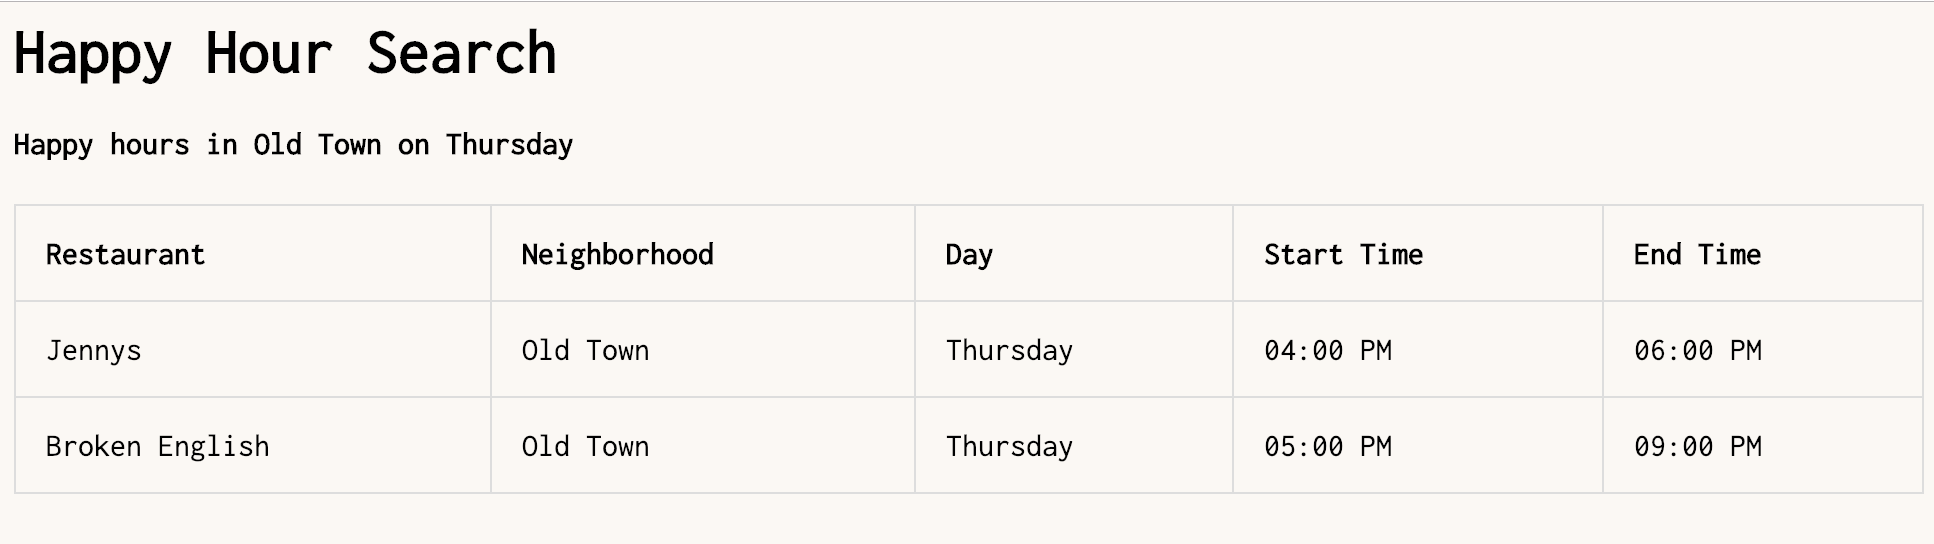 Happy Hour Search
Happy hours in Old Town on Thursday
Restaurant Neighborhood Day Start Time End Time
Jennys Old Town Thursday 04:00 PM 06:00 PM
Broken English Old Town Thursday 05:00 PM 09:00 PM